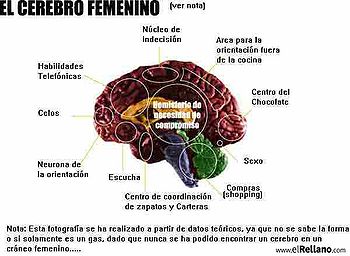 EL CEREBRO FEMENINO (ver nota)
Núcleo de
Indecisión
Area para la
orientación fuera
de la cocina
Habilidades
Telefónicas
Hemisferio de
necesidad de
compromiso
Centro del
Chocolate
Celos
Neurona de
la orientación
Escucha
Sexo
Centro de coordinación
de zapatos y Carteras
Compras
(shopping)
Nota: Esta fotografía se ha realizado a partir de datos teóricos, ya que no se sabe la forma
o si solamente es un gas, dado que nunca se ha podido encontrar un cerebro en un
cráneo femenino.....
www.elRellano.com